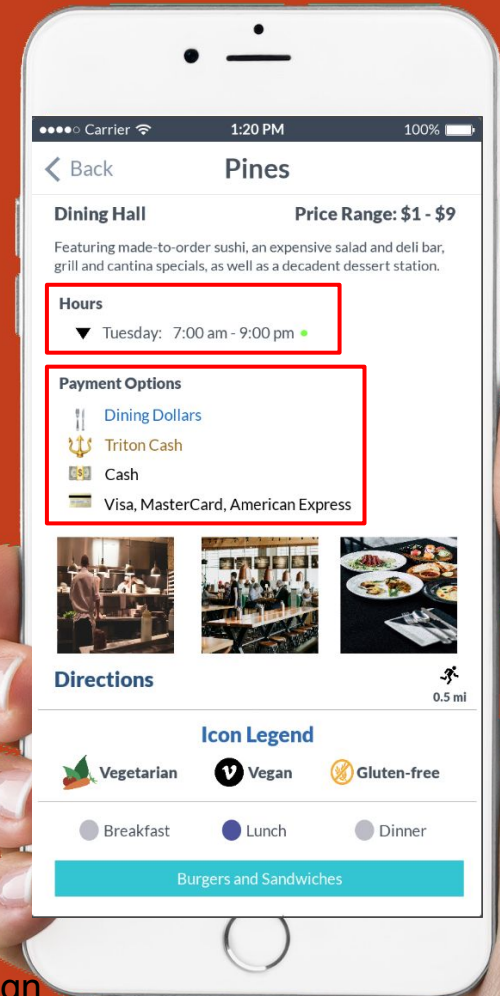 Carrier 1:20 PM 100%
Back Pines
Dining Hall Price Range: $1 - $9
Featuring made-to-order sushi, an expensive salad and deli bar,
grill and cantina specials, as well as a decadent dessert station.
Hours
Tuesday: 7:00 am - 9:00 pm
Payment Options
Dining Dollars
Triton Cash
Cash
Visa, MasterCard, American Express
Directions
0.5 mi
Icon Legend
Vegetarian V Vegan Gluten-free
Breakfast Lunch Dinner
Burgers and Sandwiches